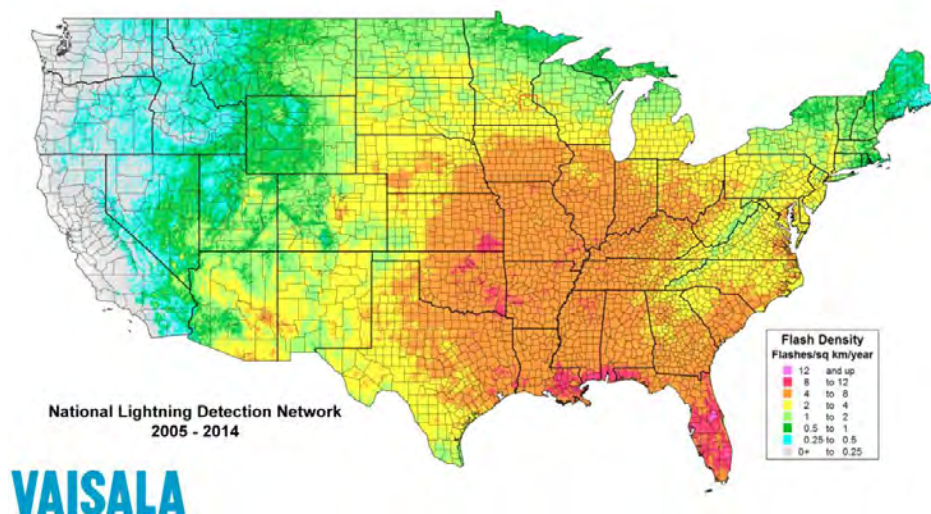 Flash Density
Flashes/sq km/year
12 and up
8 to 12
4 to 8
2 to 4
1 to 2
0.5 to 1
0.25 to 0.5
0+ to 0.25
National Lightning Detection Network
2005 - 2014
VAISALA